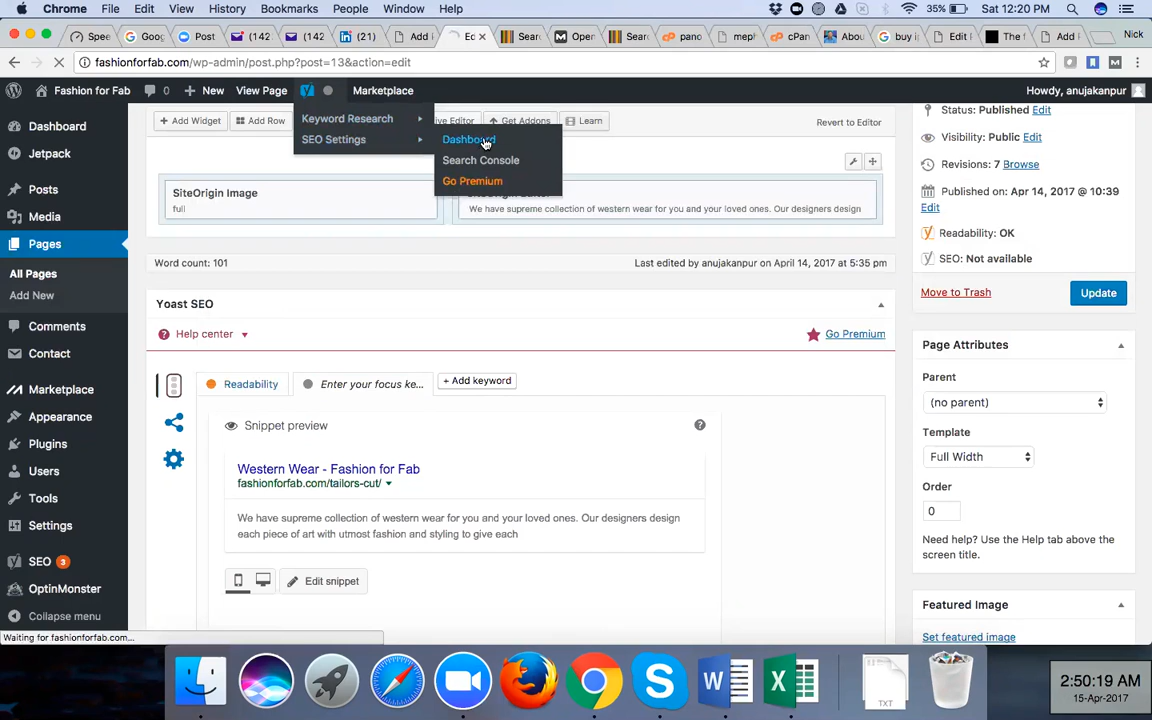 Chrome File Edit View History Bookmarks People Window Help 35% Sat 12:20 PM
Spee Goog Post (142 (142 (21) Add Ed Sear Oper Sear pano meph cPan Abou buy is Edit F The f Add F Nick
fashionforfab.com/wp-admin/post.php?post=13&action=edit
Fashion for Fab 0 + New View Page Marketplace Howdy, anujakanpur
Keyword Research
SEO Settings
Dashboard
Search Console
Go Premium
Dashboard
Jetpack
Posts
Media
Pages
All Pages
Add New
Comments
Contact
Marketplace
Appearance
Plugins
Users
Tools
Settings
SEO 3
OptinMonster
Collapse menu
Waiting for fashionforfab.com...
Add Widget Add Row ve Editor Get Addons Learn Revert to Editor
SiteOrigin Image
full
We have supreme collection of western wear for you and your loved ones. Our designers design
Word count: 101 Last edited by anujakanpur on April 14, 2017 at 5:35 pm
Yoast SEO
Help center Go Premium
Readability Enter your focus ke... + Add keyword
Snippet preview
Western Wear - Fashion for Fab
fashionforfab.com/tailors-cut/
We have supreme collection of western wear for you and your loved ones. Our designers design
each piece of art with utmost fashion and styling to give each
Edit snippet
Status: Published Edit
Visibility: Public Edit
Revisions: 7 Browse
Published on: Apr 14, 2017 @ 10:39
Edit
Readability: OK
SEO: Not available
Move to Trash Update
Page Attributes
Parent
(no parent)
Template
Full Width
Order
0
Need help? Use the Help tab above the
screen title.
Featured Image
Set featured image
TXT
2:50:19 AM
15-Apr-2017